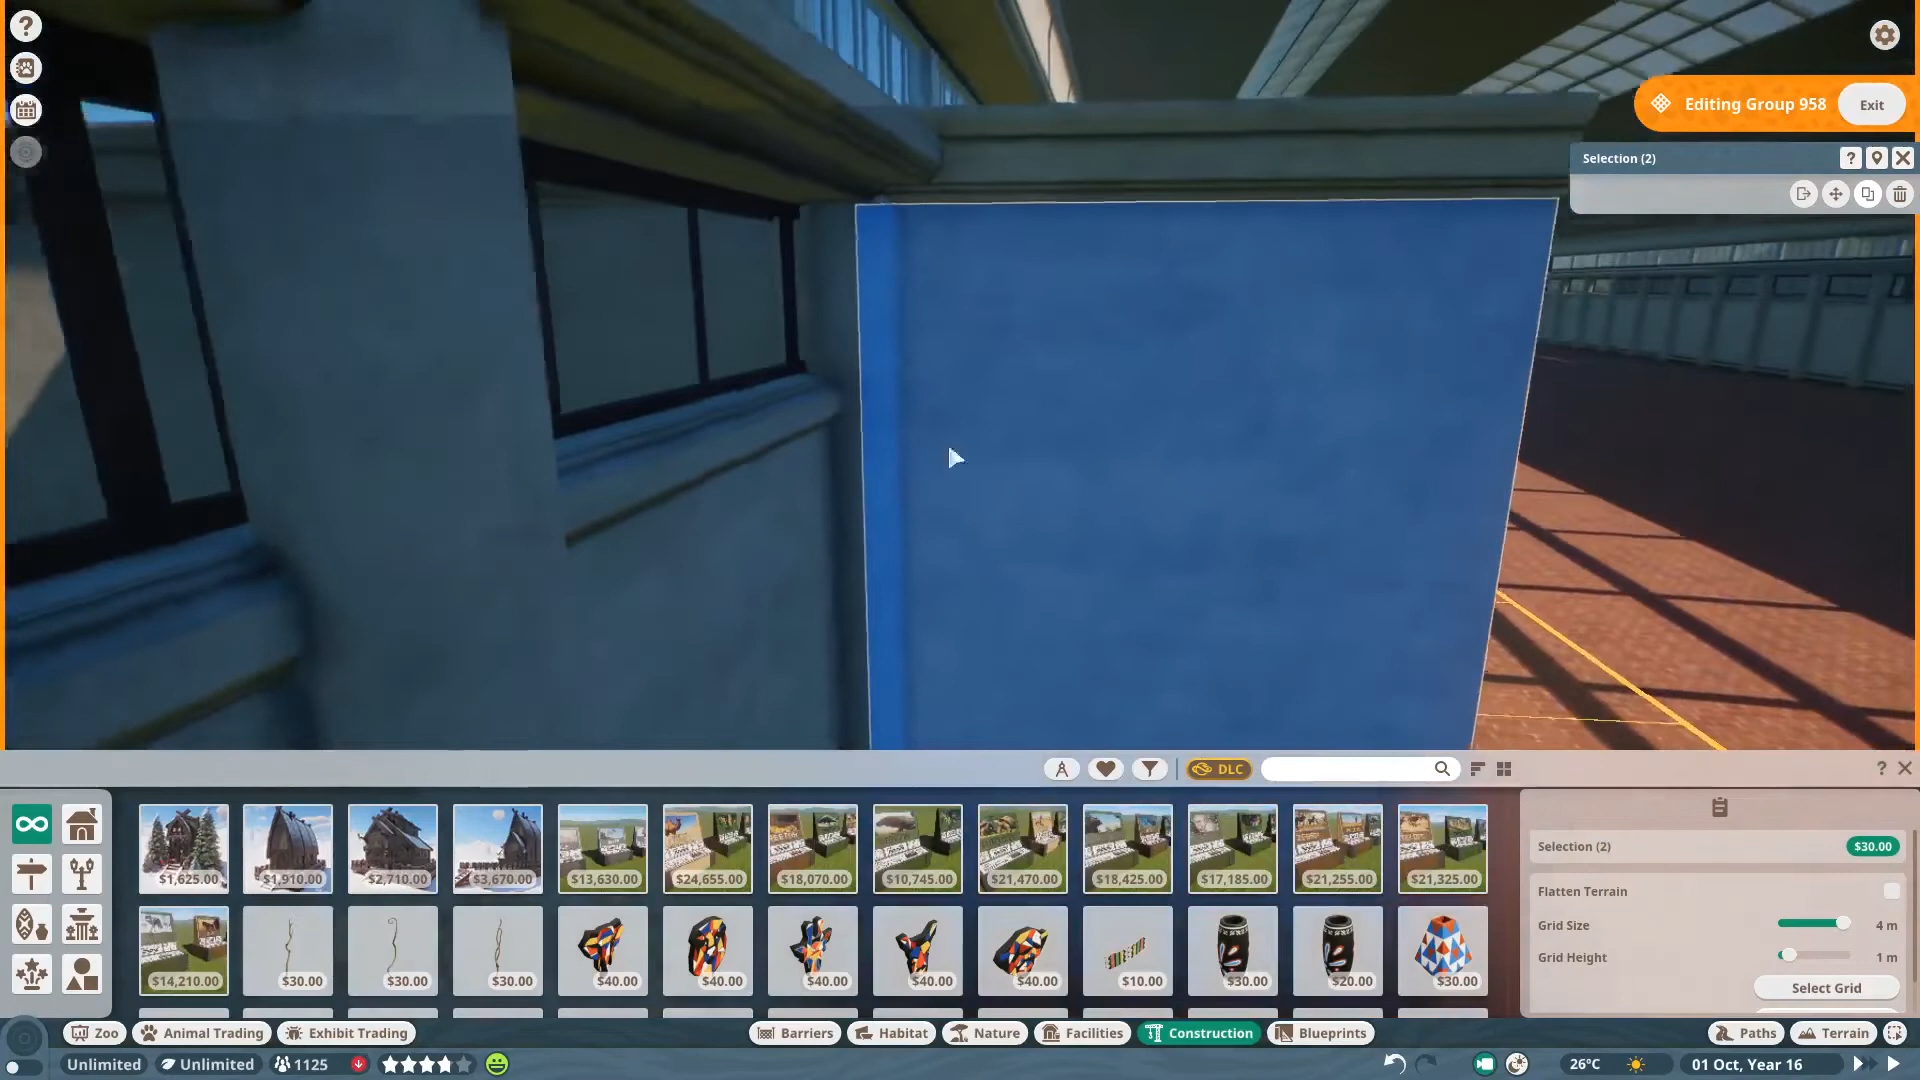 ?
Editing Group 958
Exit
Selection (2)
?
DLC
?
$1,625.00
$1,910.00
$2,710.00
$3,670.00
$13,630.00
$24,655.00
$18,070.00
$10,745.00
$21,470.00
$18,425.00
$17,185.00
$21,255.00
$21,325.00
$14,210.00
$30.00
$30.00
$30.00
$40.00
$40.00
$40.00
$40.00
$40.00
$10.00
$30.00
$20.00
$30.00
Selection (2)
$30.00
Flatten Terrain
Grid Size
4 m
Grid Height
1 m
Select Grid
Zoo
Animal Trading
Exhibit Trading
Barriers
Habitat
Nature
Facilities
Construction
Blueprints
Paths
Terrain
Unlimited
Unlimited
1125
26°C
01 Oct, Year 16